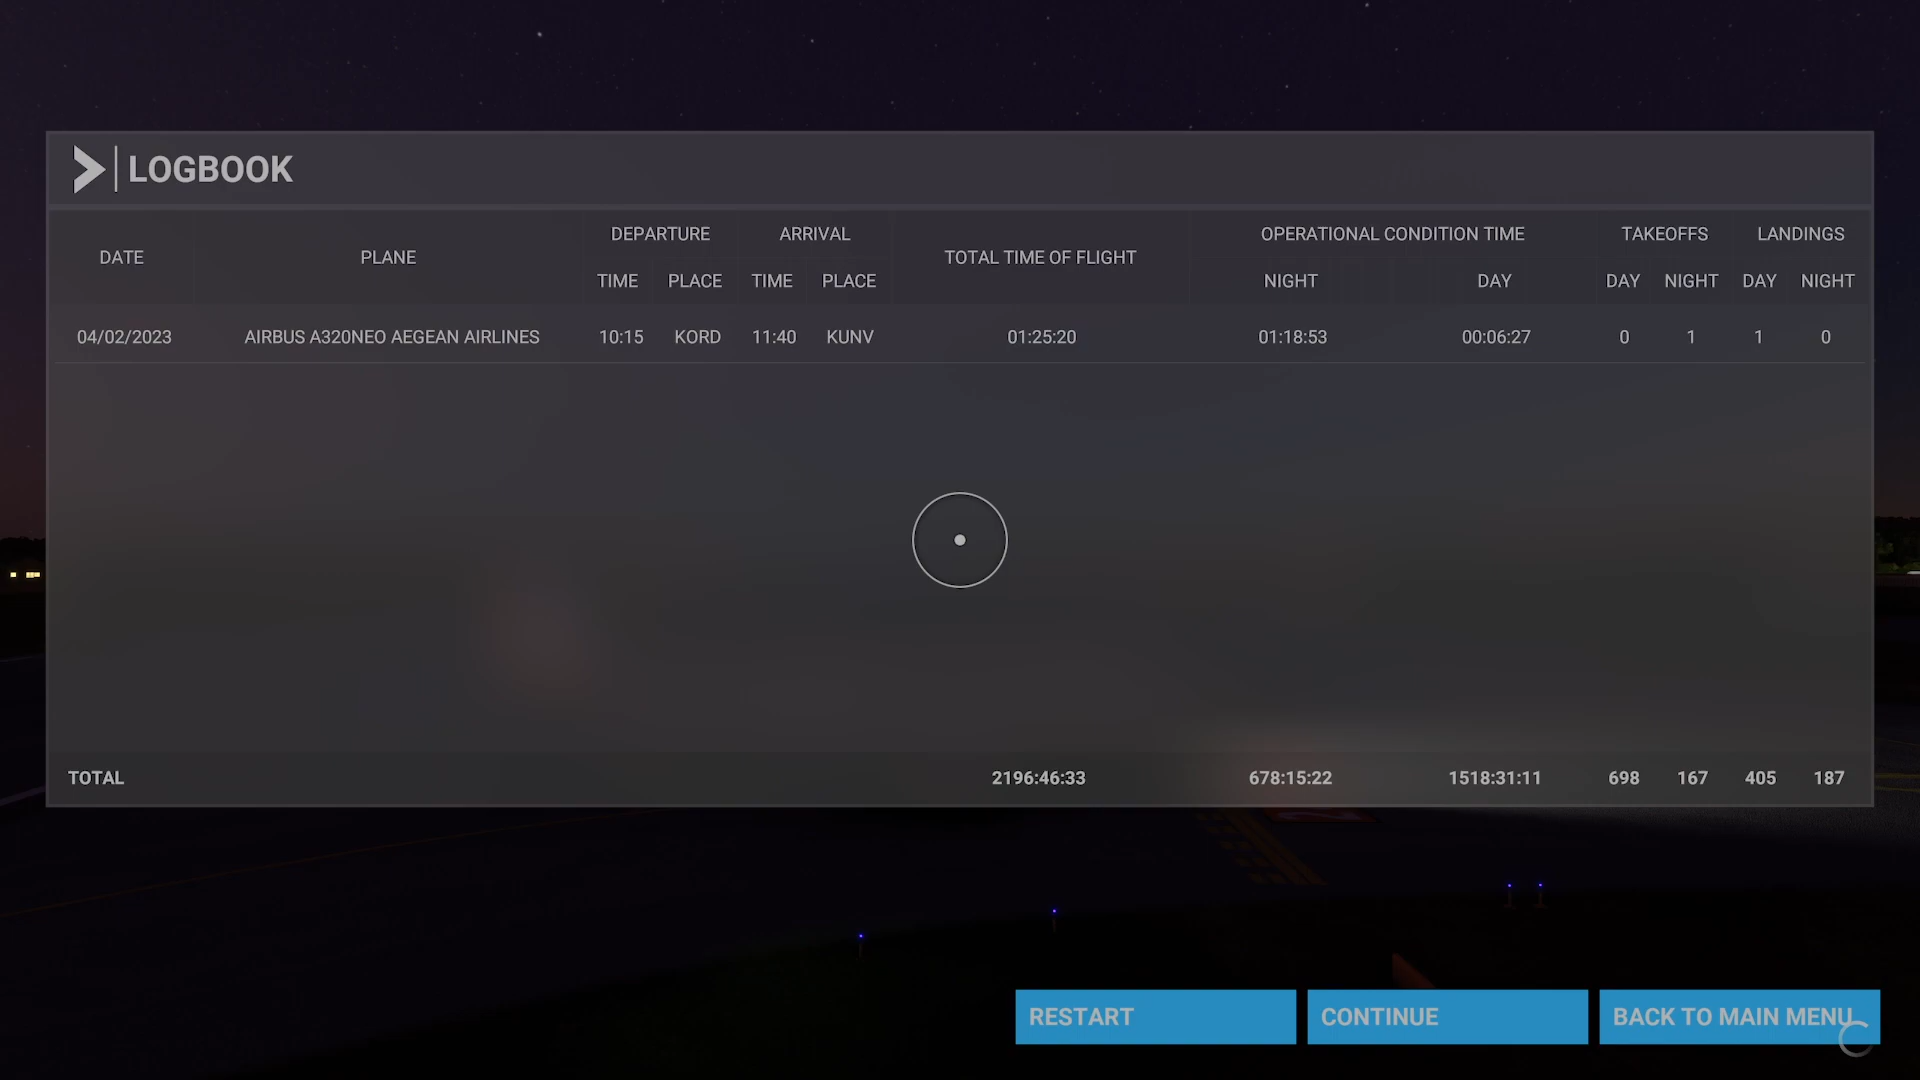 LOGBOOK
DATE PLANE DEPARTURE ARRIVAL TOTAL TIME OF FLIGHT OPERATIONAL CONDITION TIME TAKEOFFS LANDINGS
TIME PLACE TIME PLACE NIGHT DAY DAY NIGHT DAY NIGHT
04/02/2023 AIRBUS A320NEO AEGEAN AIRLINES 10:15 KORD 11:40 KUNV 01:25:20 01:18:53 00:06:27 0 1 1 0
TOTAL 2196:46:33 678:15:22 1518:31:11 698 167 405 187
RESTART CONTINUE BACK TO MAIN MENU